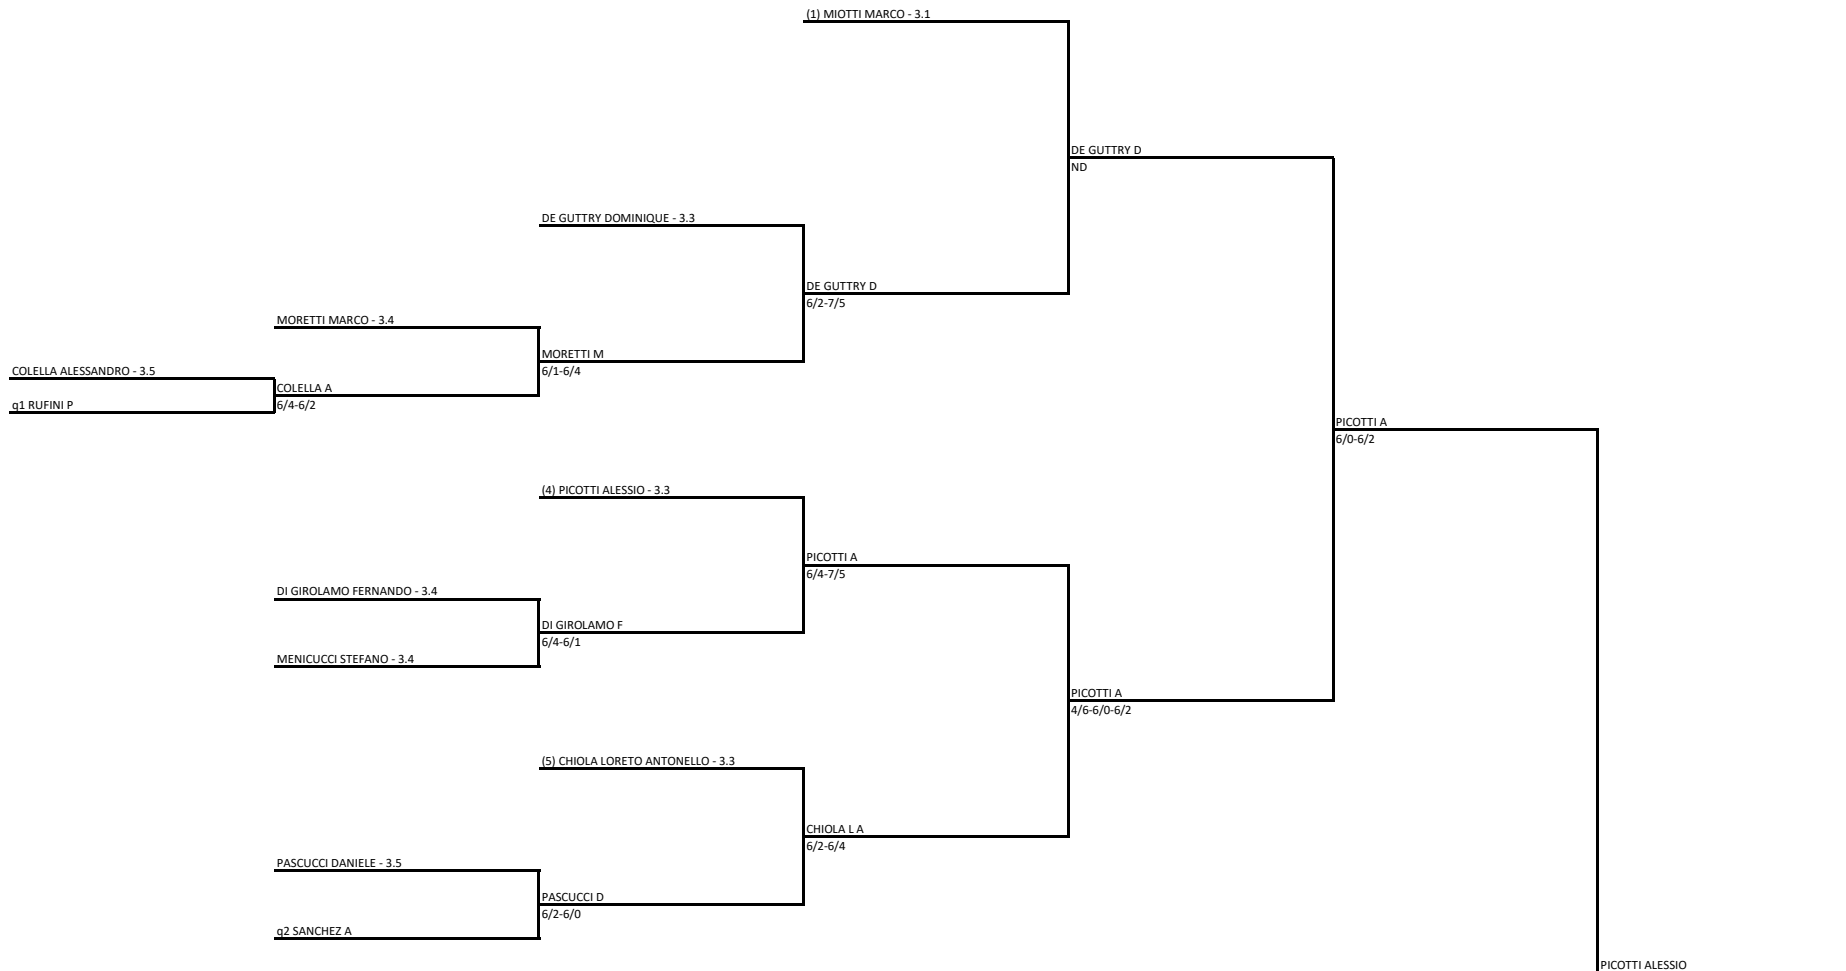 (1) MIOTTI MARCO - 3.1
DE GUTTRY D
ND
DE GUTTRY DOMINIQUE - 3.3
DE GUTTRY D
6/2-7/5
MORETTI MARCO - 3.4
MORETTI M
6/1-6/4
COLELLA ALESSANDRO - 3.5
COLELLA A
6/4-6/2
q1 RUFINI P
PICOTTI A
6/0-6/2
(4) PICOTTI ALESSIO - 3.3
PICOTTI A
6/4-7/5
DI GIROLAMO FERNANDO - 3.4
DI GIROLAMO F
6/4-6/1
MENICUCCI STEFANO - 3.4
PICOTTI A
4/6-6/0-6/2
(5) CHIOLA LORETO ANTONELLO - 3.3
CHIOLA L A
6/2-6/4
PASCUCCI DANIELE - 3.5
PASCUCCI D
6/2-6/0
q2 SANCHEZ A
PICOTTI ALESSIO